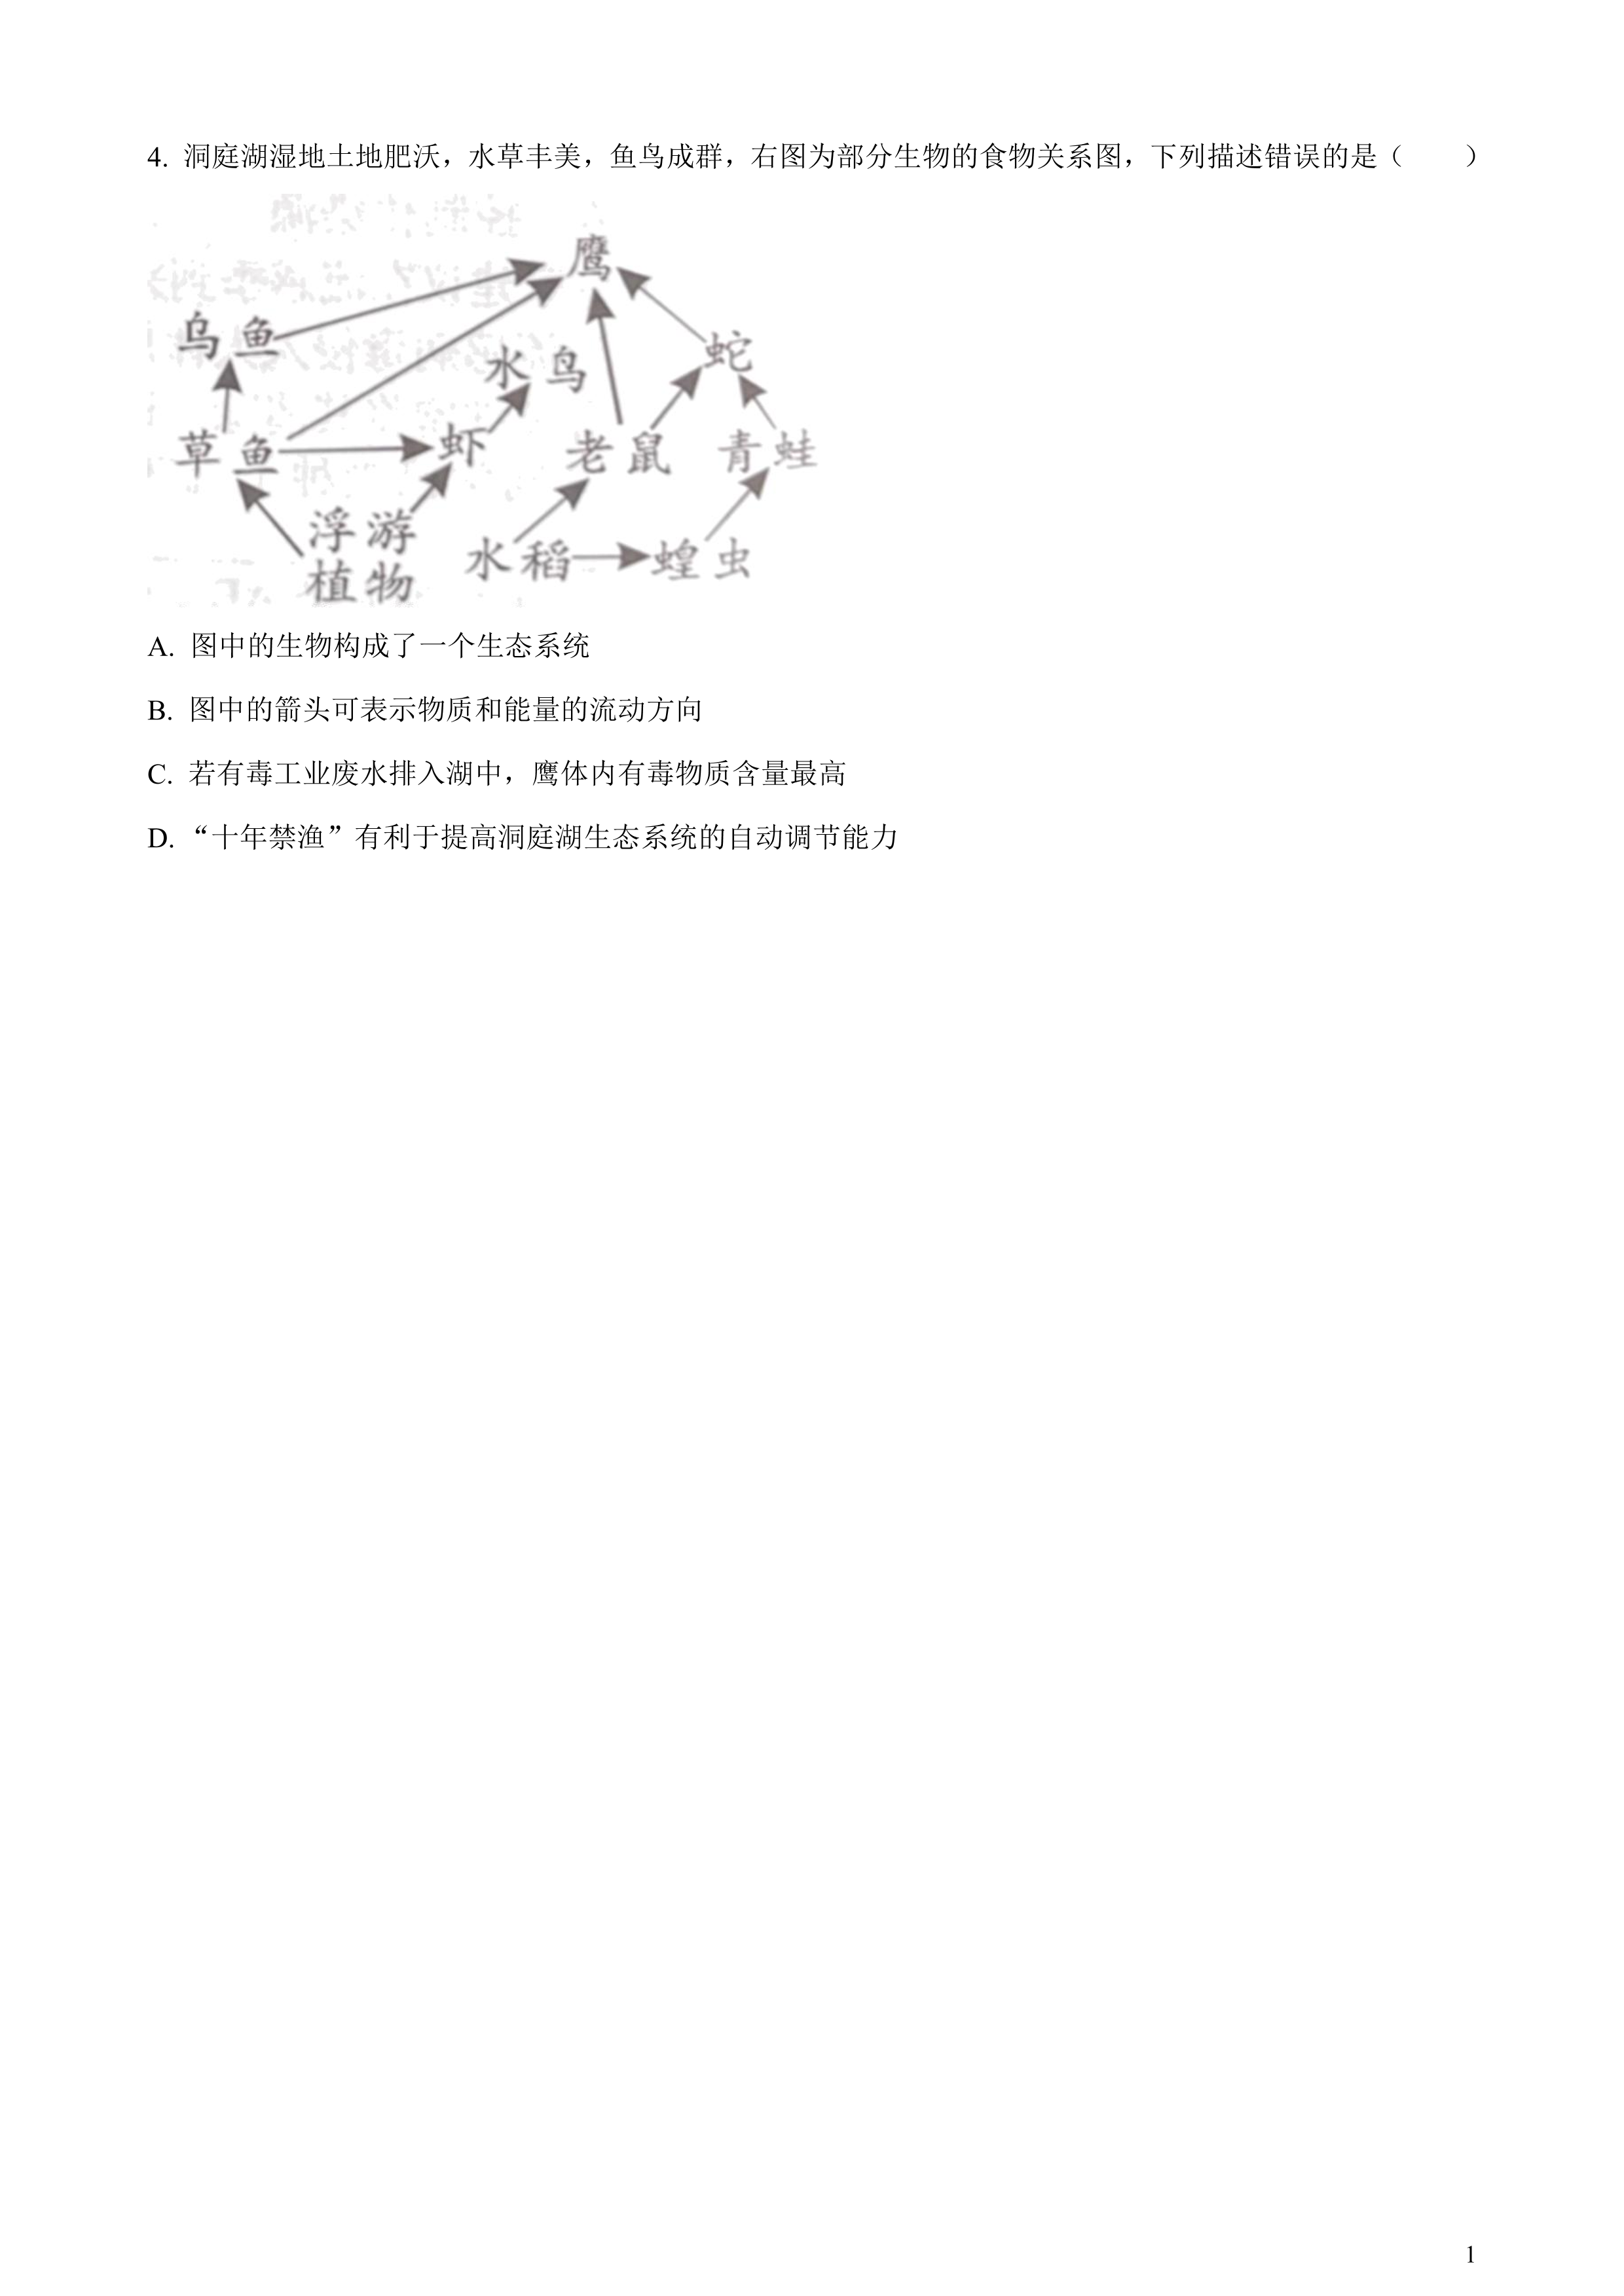 4. 洞庭湖湿地土地肥沃，水草丰美，鱼鸟成群，右图为部分生物的食物关系图，下列描述错误的是（　　）
鹰
乌鱼
蛇
水鸟
草鱼
虾
老鼠
青蛙
浮游
植物
水稻
蝗虫
A. 图中的生物构成了一个生态系统
B. 图中的箭头可表示物质和能量的流动方向
C. 若有毒工业废水排入湖中，鹰体内有毒物质含量最高
D. “十年禁渔”有利于提高洞庭湖生态系统的自动调节能力
1